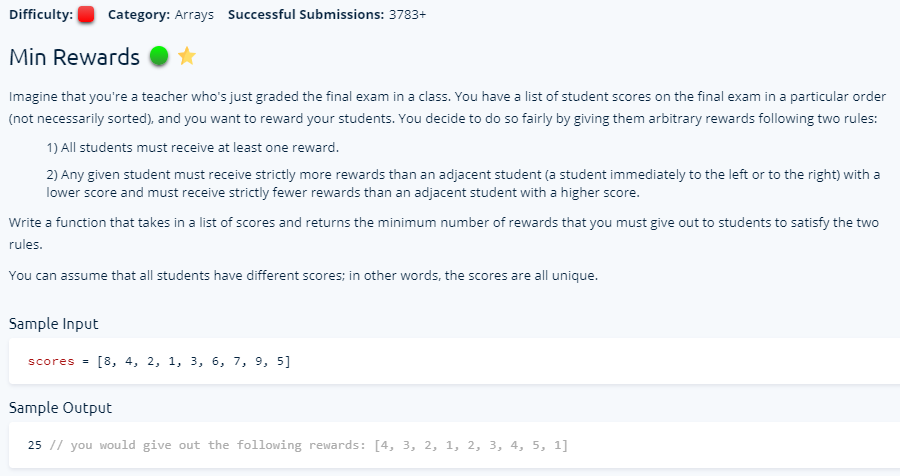 Difficulty: Category: Arrays Successful Submissions: 3783+
Min Rewards
Imagine that you're a teacher who's just graded the final exam in a class. You have a list of student scores on the final exam in a particular order
(not necessarily sorted), and you want to reward your students. You decide to do so fairly by giving them arbitrary rewards following two rules:
1) All students must receive at least one reward.
2) Any given student must receive strictly more rewards than an adjacent student (a student immediately to the left or to the right) with a
lower score and must receive strictly fewer rewards than an adjacent student with a higher score.
Write a function that takes in a list of scores and returns the minimum number of rewards that you must give out to students to satisfy the two
rules.
You can assume that all students have different scores; in other words, the scores are all unique.
Sample Input
scores = [8, 4, 2, 1, 3, 6, 7, 9, 5]
Sample Output
25 // you would give out the following rewards: [4, 3, 2, 1, 2, 3, 4, 5, 1]